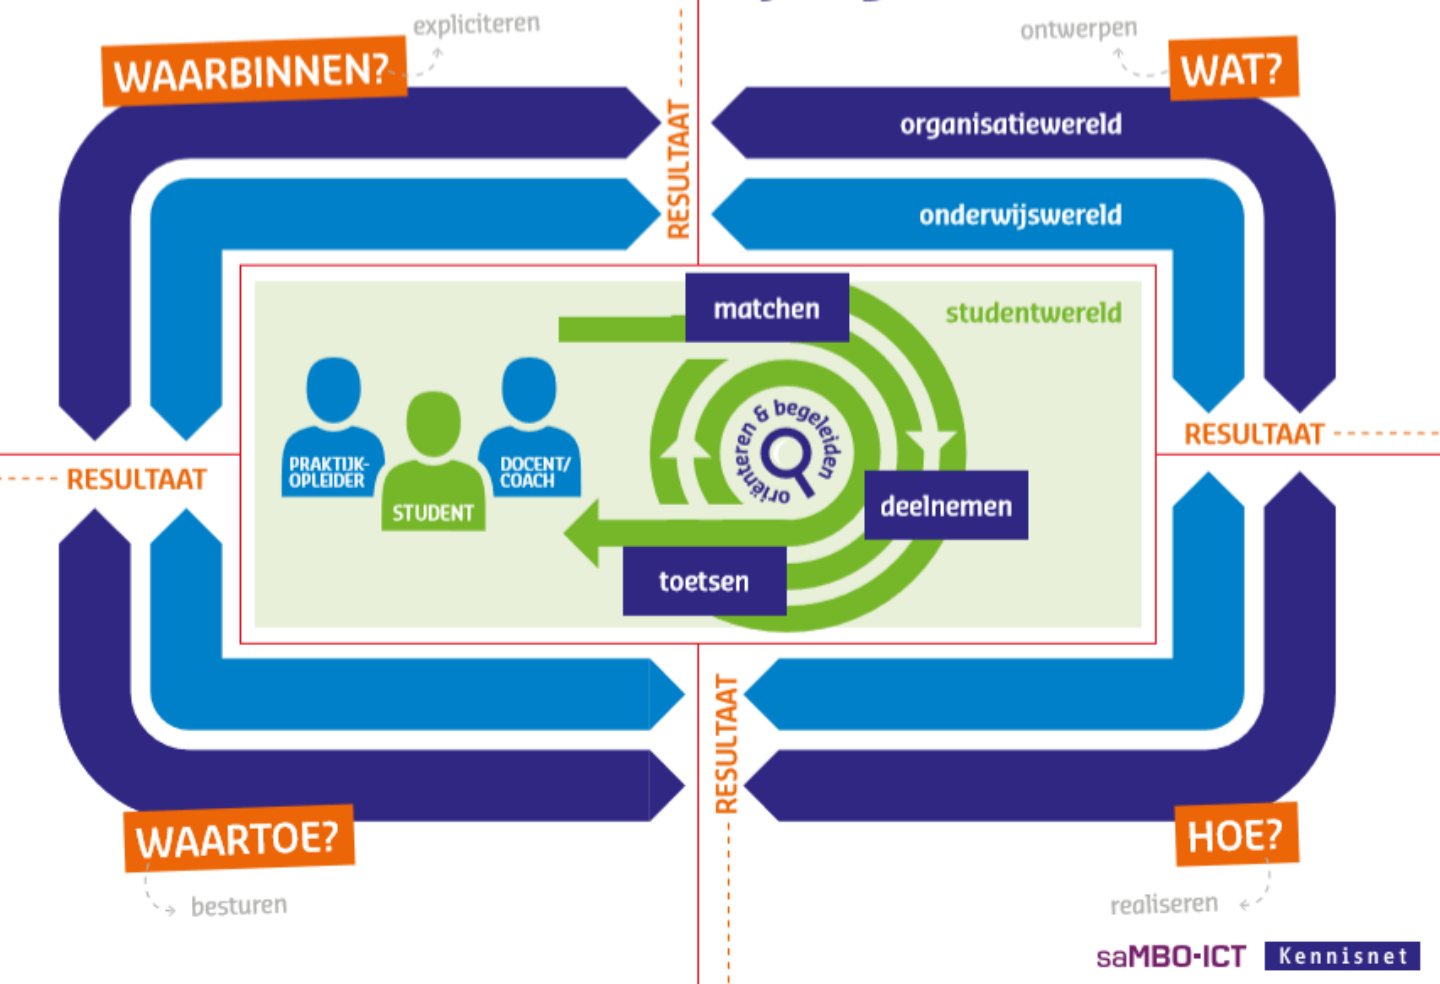 expliciteren
ontwerpen
WAARBINNEN?
WAT?
organisatiewereld
RESULTAAT
onderwijswereld
matchen
studentwereld
oriënteren & begeleiden
RESULTAAT
PRAKTIJK-
OPLEIDER
DOCENT/
COACH
RESULTAAT
STUDENT
deelnemen
toetsen
RESULTAAT
WAARTOE?
HOE?
besturen
realiseren
saMBO-ICT
Kennisnet